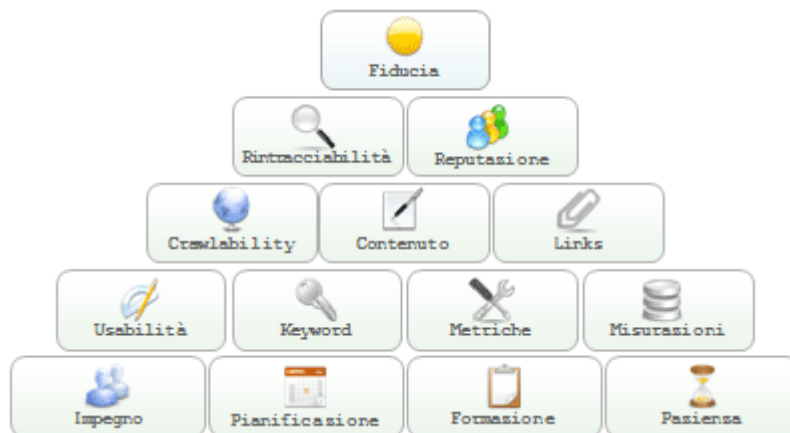 Fiducia
Rintracciabilità Reputazione
Crawlability Contenuto Links
Usabilità Keyword Metriche Misurazioni
Impegno Pianificazione Formazione Pazienza